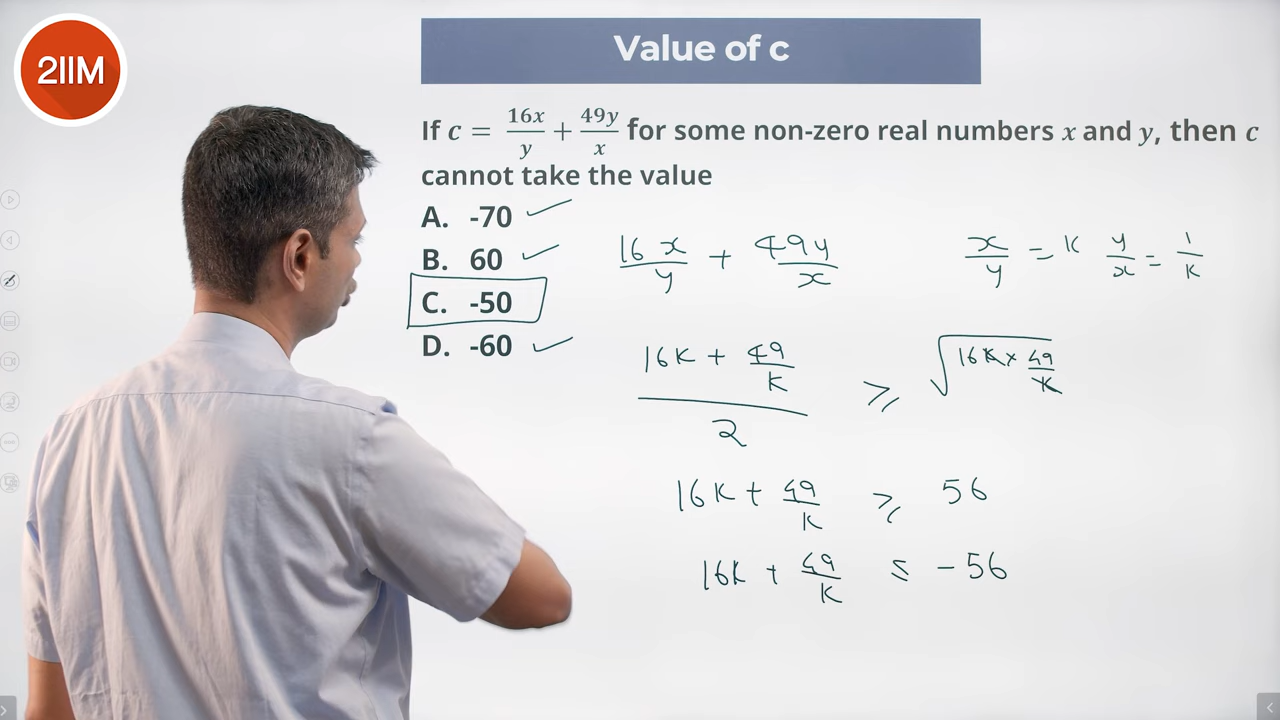 2IIM
Value of c
If c = 16x/y + 49y/x for some non-zero real numbers x and y, then c
cannot take the value
A. -70
B. 60
C. -50
D. -60
16x/y + 49y/x
x/y = K y/x = 1/K
(16K + 49/K)/2 ≥ √(16K × 49/K)
16K + 49/K ≥ 56
16K + 49/K ≤ -56